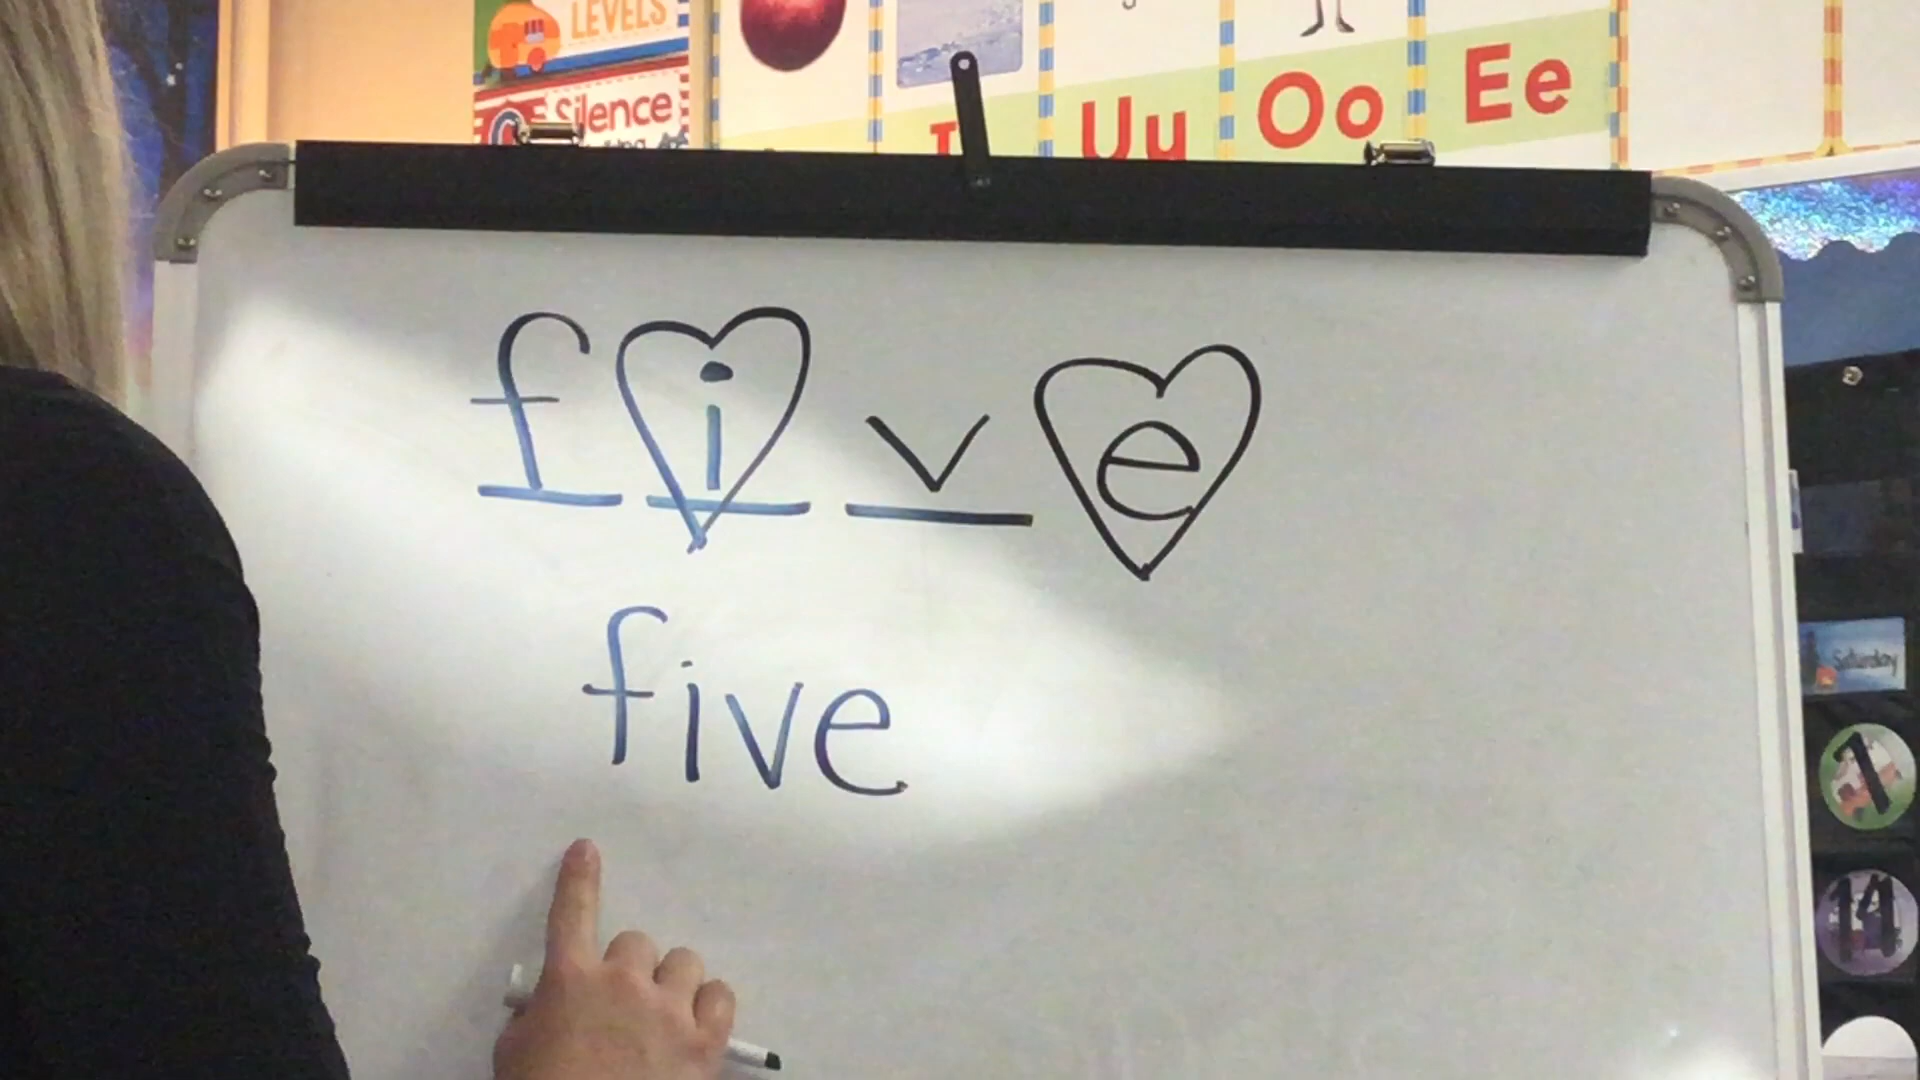 LEVELS
Silence
Uu Oo Ee
five
five
Saturday
1
14